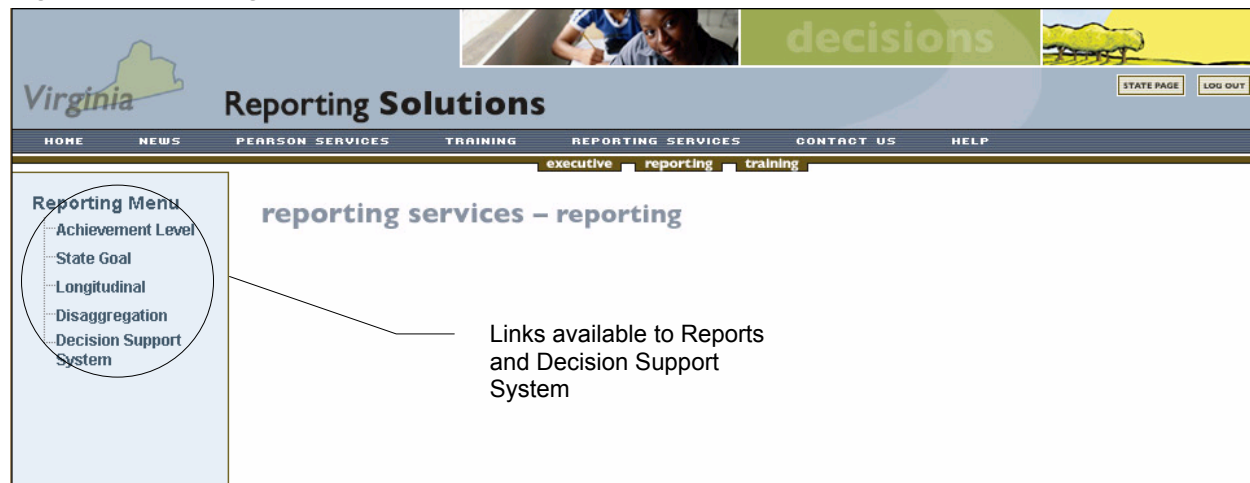 decisions
Virginia
Reporting Solutions
STATE PAGE LOG OUT
HOME NEWS PEARSON SERVICES TRAINING REPORTING SERVICES CONTACT US HELP
executive reporting training
Reporting Menu
Achievement Level
State Goal
Longitudinal
Disaggregation
Decision Support
System
reporting services – reporting
Links available to Reports
and Decision Support
System